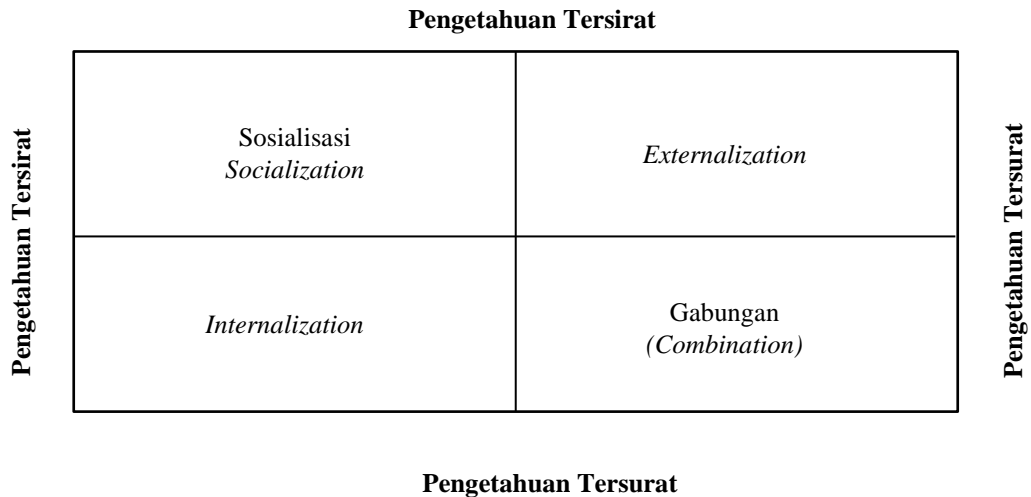 Pengetahuan Tersirat
Pengetahuan Tersirat
Sosialisasi
Socialization
Externalization
Internalization
Gabungan
(Combination)
Pengetahuan Tersurat
Pengetahuan Tersurat